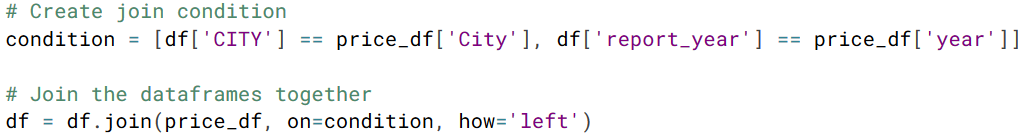 # Create join condition
condition = [df['CITY'] == price_df['City'], df['report_year'] == price_df['year']]
# Join the dataframes together
df = df.join(price_df, on=condition, how='left')